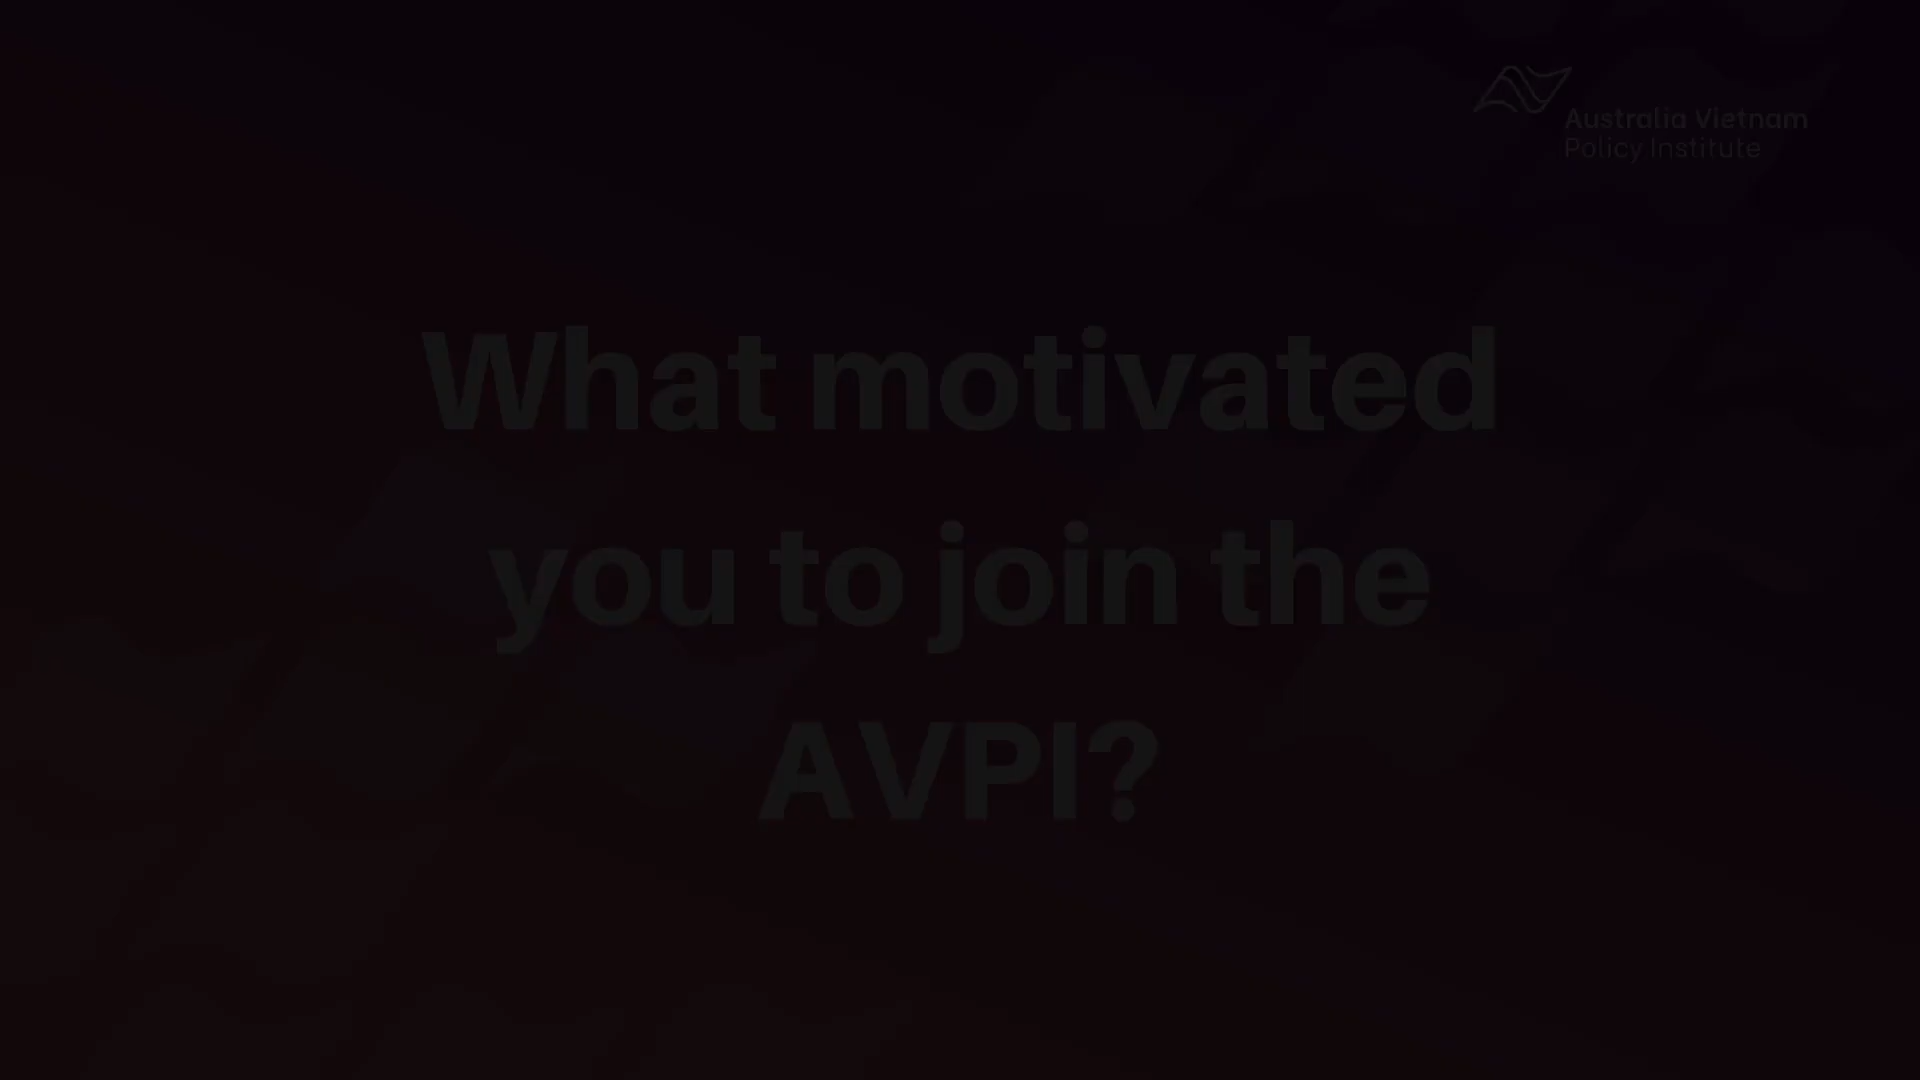 Australia Vietnam
Policy Institute
What motivated
you to join the
AVPI?